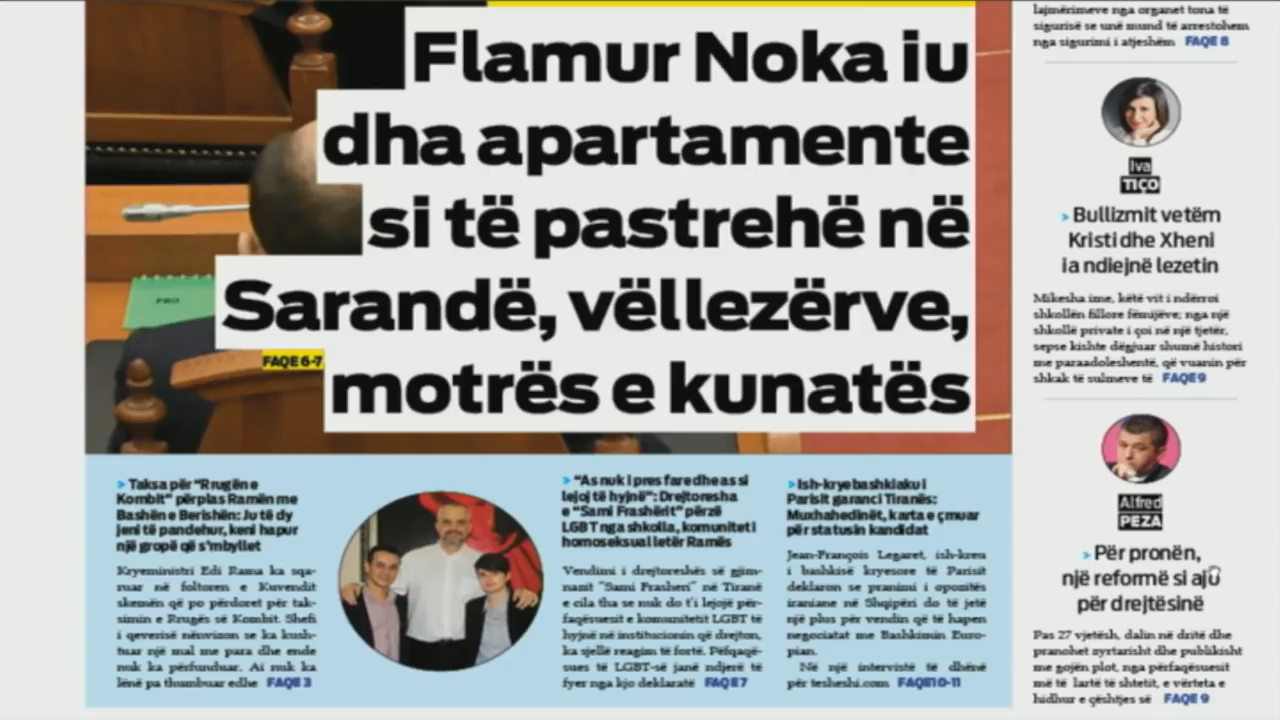 Flamur Noka iu
dha apartamente
si të pastrehë në
Sarandë, vëllezërve,
motrës e kunatës
FAQE 6-7
PRO
> Taksa për "Rrugën e
Kombit" përplas Ramën me
Bashën e Berishën: Ju të dy
jeni të pandehur, keni hapur
një gropë që s'mbyllet
Kryeministri Edi Rama ka sqa-
ruar në foltoren e Kuvendit
skemën që po përdoret për tak-
simin e Rrugës së Kombit. Shefi
i qeverisë nënvizon se ka kush-
tuar një mal me para dhe ende
nuk ka përfunduar. Ai nuk ka
lënë pa thumbuar edhe FAQE 3
> "As nuk i pres fare dhe as si
lejoj të hyjnë": Drejtoresha
e "Sami Frashërit" përzë
LGBT nga shkolla, komuniteti
homoseksual letër Ramës
Vendimi i drejtoreshës së gjim-
nazit "Sami Frasheri" në Tiranë
e cila tha se nuk do t'i lejojë për-
faqësuesit e komunitetit LGBT të
hyjnë në institucionin që drejton,
ka sjellë reagim të fortë. Pëfqaqë-
sues të LGBT-së janë ndjerë të
fyer nga kjo deklaratë FAQE 7
> Ish-kryebashkiaku i
Parisit garanci Tiranës:
Muxhahedinët, karta e çmuar
për statusin kandidat
Jean-François Legaret, ish-kreu
i bashkisë kryesore të Parisit
deklaron se pranimi i opozitës
iraniane në Shqipëri do të jetë
një plus për vendin që të hapen
negociatat me Bashkimin Euro-
pian.
Në një intervistë të dhënë
për tesheshi.com FAQE 10-11
lajmërimeve nga organet tona të
sigurisë se unë mund të arrestohem
nga sigurimi i atjeshëm FAQE 8
Iva
TIÇO
> Bullizmit vetëm
Kristi dhe Xheni
ia ndiejnë lezetin
Mikesha ime, këtë vit i ndërroi
shkollën fillore fëmijëve; nga një
shkollë private i çoi në një tjetër,
sepse kishte dëgjuar shumë histori
me paraadoleshentë, që vuanin për
shkak të sulmeve të FAQE 9
Alfred
PEZA
> Për pronën,
një reformë si ajo
për drejtësinë
Pas 27 vjetësh, dalin në dritë dhe
pranohet zyrtarisht dhe publikisht
me gojën plot, nga përfaqësuesit
më të lartë të shtetit, e vërteta e
hidhur e çështjes së FAQE 9